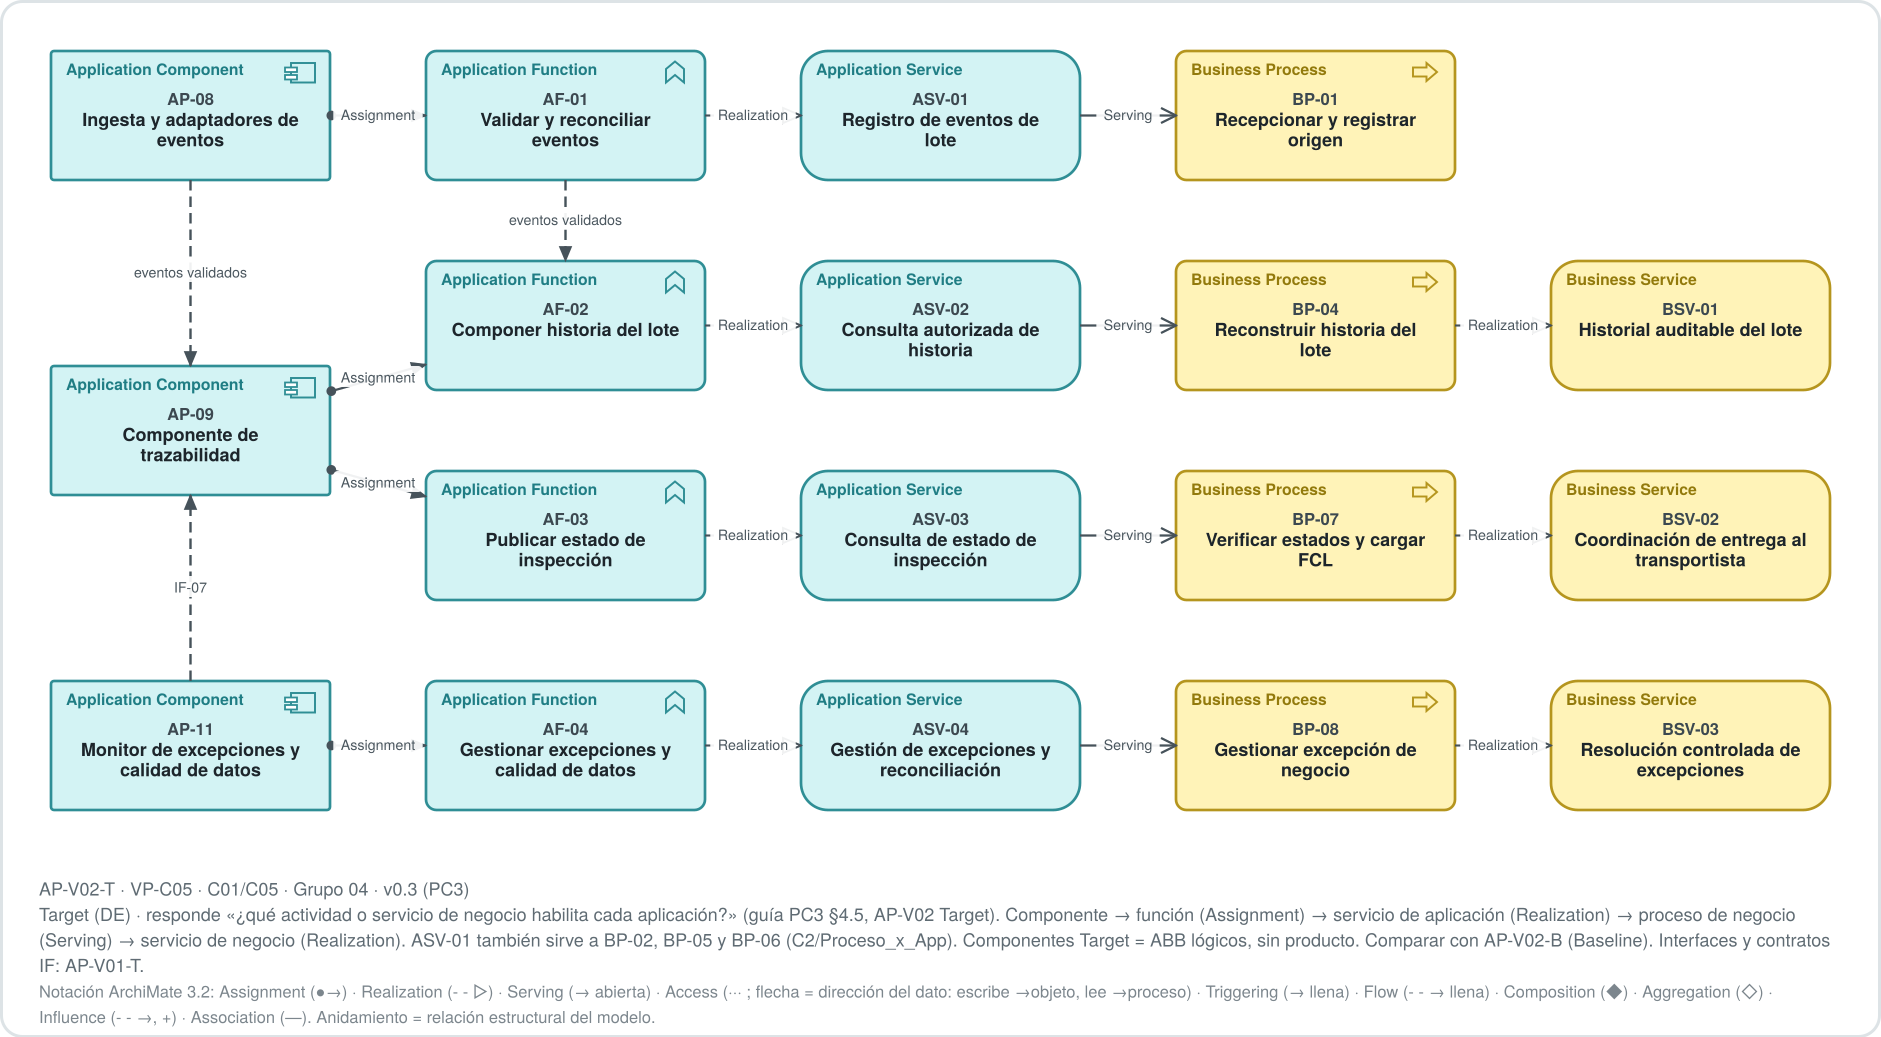 Application Component
AP-08
Ingesta y adaptadores de
eventos
Assignment
Application Function
AF-01
Validar y reconciliar
eventos
Realization
Application Service
ASV-01
Registro de eventos de
lote
Serving
Business Process
BP-01
Recepcionar y registrar
origen
eventos validados
eventos validados
Application Function
AF-02
Componer historia del lote
Realization
Application Service
ASV-02
Consulta autorizada de
historia
Serving
Business Process
BP-04
Reconstruir historia del
lote
Realization
Business Service
BSV-01
Historial auditable del lote
Application Component
AP-09
Componente de
trazabilidad
Assignment
Assignment
Application Function
AF-03
Publicar estado de
inspección
Realization
Application Service
ASV-03
Consulta de estado de
inspección
Serving
Business Process
BP-07
Verificar estados y cargar
FCL
Realization
Business Service
BSV-02
Coordinación de entrega al
transportista
IF-07
Application Component
AP-11
Monitor de excepciones y
calidad de datos
Assignment
Application Function
AF-04
Gestionar excepciones y
calidad de datos
Realization
Application Service
ASV-04
Gestión de excepciones y
reconciliación
Serving
Business Process
BP-08
Gestionar excepción de
negocio
Realization
Business Service
BSV-03
Resolución controlada de
excepciones
AP-V02-T · VP-C05 · C01/C05 · Grupo 04 · v0.3 (PC3)
Target (DE) · responde «¿qué actividad o servicio de negocio habilita cada aplicación?» (guía PC3 §4.5, AP-V02 Target). Componente → función (Assignment) → servicio de aplicación (Realization) → proceso de negocio
(Serving) → servicio de negocio (Realization). ASV-01 también sirve a BP-02, BP-05 y BP-06 (C2/Proceso_x_App). Componentes Target = ABB lógicos, sin producto. Comparar con AP-V02-B (Baseline). Interfaces y contratos
IF: AP-V01-T.
Notación ArchiMate 3.2: Assignment (●→) · Realization (- - ▷) · Serving (→ abierta) · Access (··· ; flecha = dirección del dato: escribe →objeto, lee →proceso) · Triggering (→ llena) · Flow (- - → llena) · Composition (◆) · Aggregation (◇) ·
Influence (- - →, +) · Association (—). Anidamiento = relación estructural del modelo.